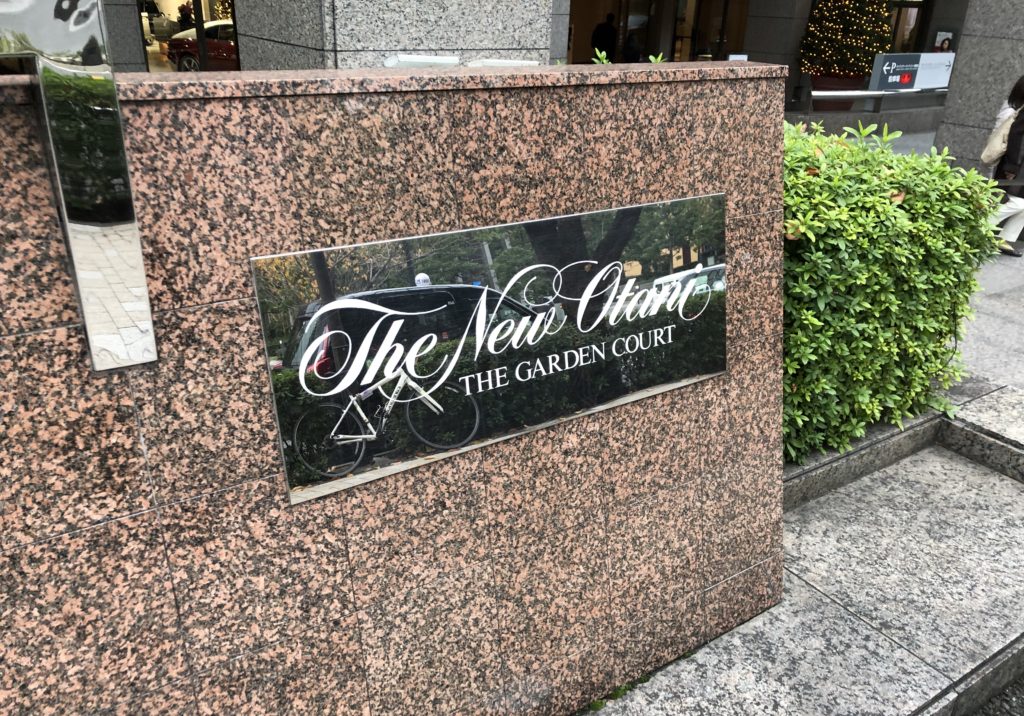 The New Otani
THE GARDEN COURT
P